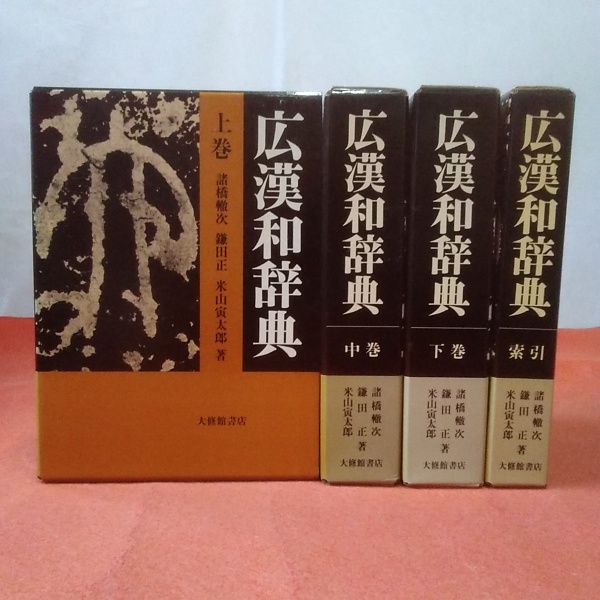 広漢和辞典
上巻
諸橋轍次 鎌田正 米山寅太郎 著
大修館書店
広漢和辞典
中巻
諸橋轍次
鎌田正
米山寅太郎
著
大修館書店
広漢和辞典
下巻
諸橋轍次
鎌田正
米山寅太郎
著
大修館書店
広漢和辞典
索引
諸橋轍次
鎌田正
米山寅太郎
著
大修館書店